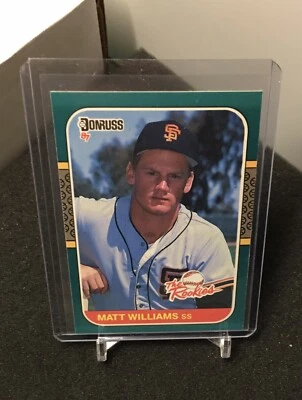 DONRUSS
87
SF
The
Rookies
MATT WILLIAMS SS